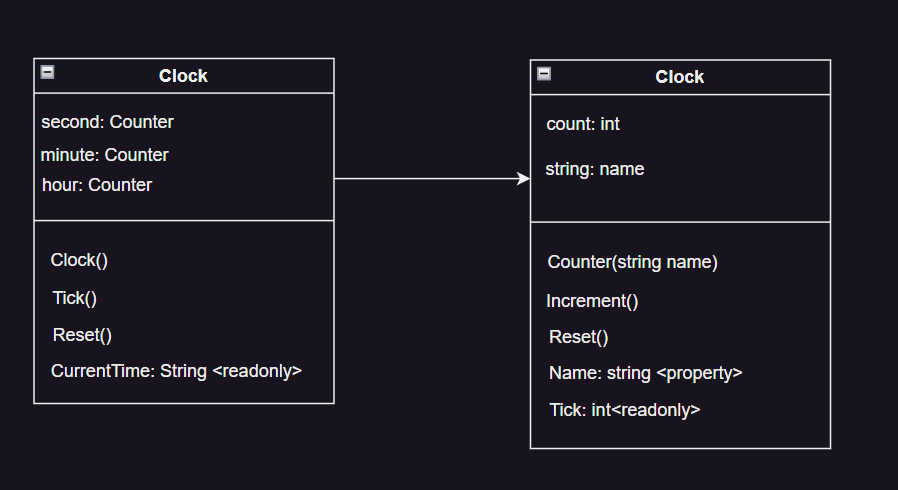 Clock
second: Counter
minute: Counter
hour: Counter
Clock()
Tick()
Reset()
CurrentTime: String <readonly>
Clock
count: int
string: name
Counter(string name)
Increment()
Reset()
Name: string <property>
Tick: int<readonly>